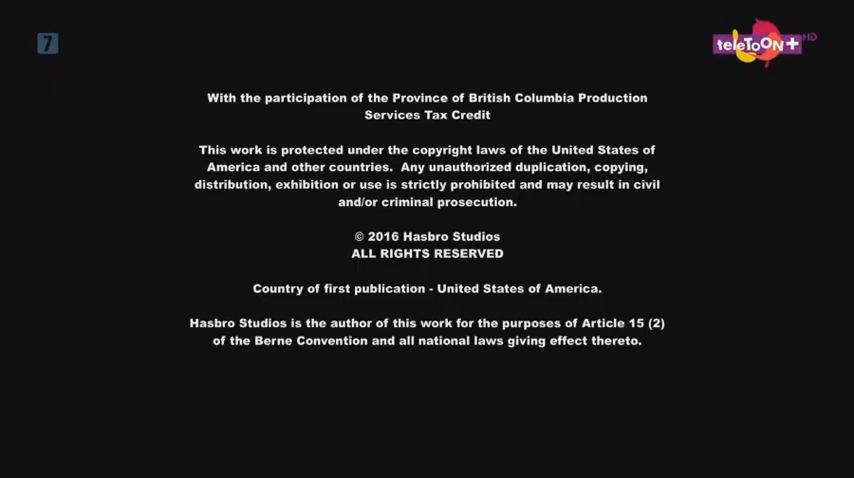 7
teleTOON+ HD
With the participation of the Province of British Columbia Production
Services Tax Credit
This work is protected under the copyright laws of the United States of
America and other countries.  Any unauthorized duplication, copying,
distribution, exhibition or use is strictly prohibited and may result in civil
and/or criminal prosecution.
© 2016 Hasbro Studios
ALL RIGHTS RESERVED
Country of first publication - United States of America.
Hasbro Studios is the author of this work for the purposes of Article 15 (2)
of the Berne Convention and all national laws giving effect thereto.